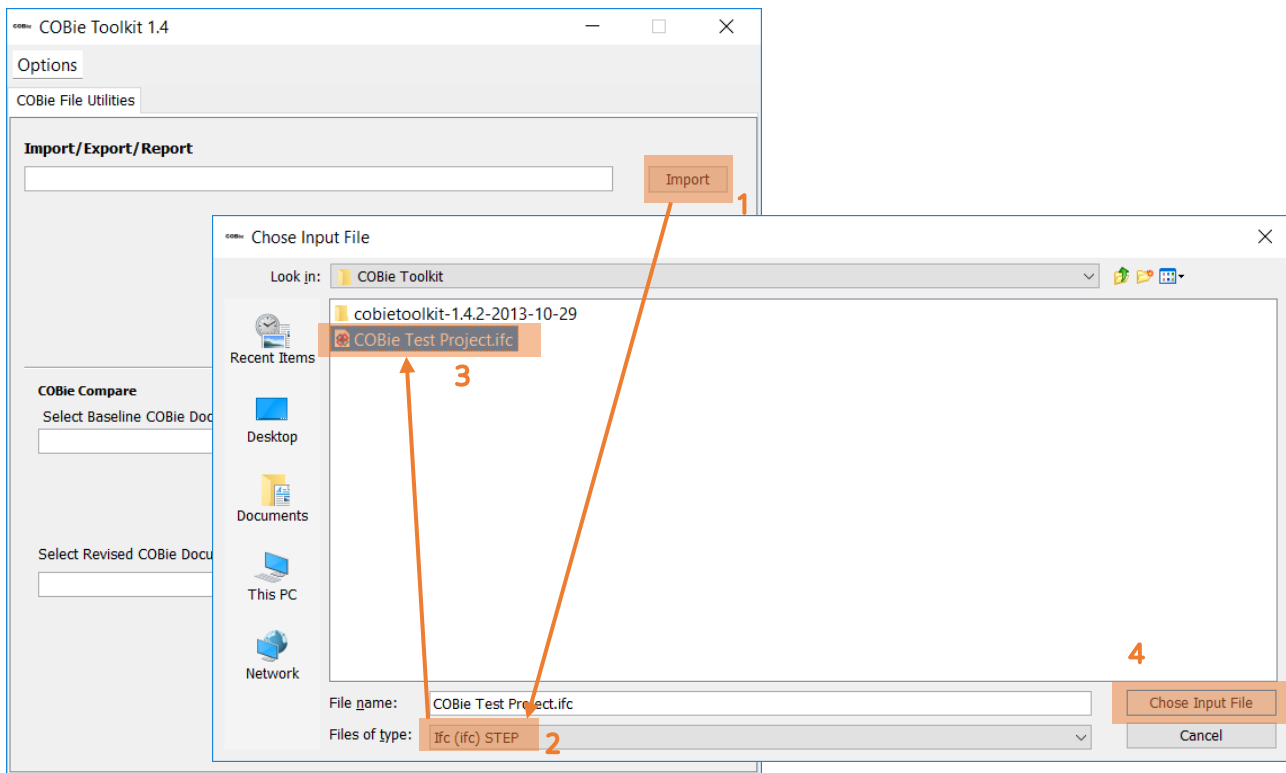 COBie COBie Toolkit 1.4
Options
COBie File Utilities
Import/Export/Report
Import
1
COBie Chose Input File
Look in: COBie Toolkit
cobietoolkit-1.4.2-2013-10-29
COBie Test Project.ifc
3
Recent Items
Desktop
Documents
This PC
Network
COBie Compare
Select Baseline COBie Doc
Select Revised COBie Docu
4
File name: COBie Test Project.ifc
Chose Input File
Files of type: Ifc (ifc) STEP
2
Cancel